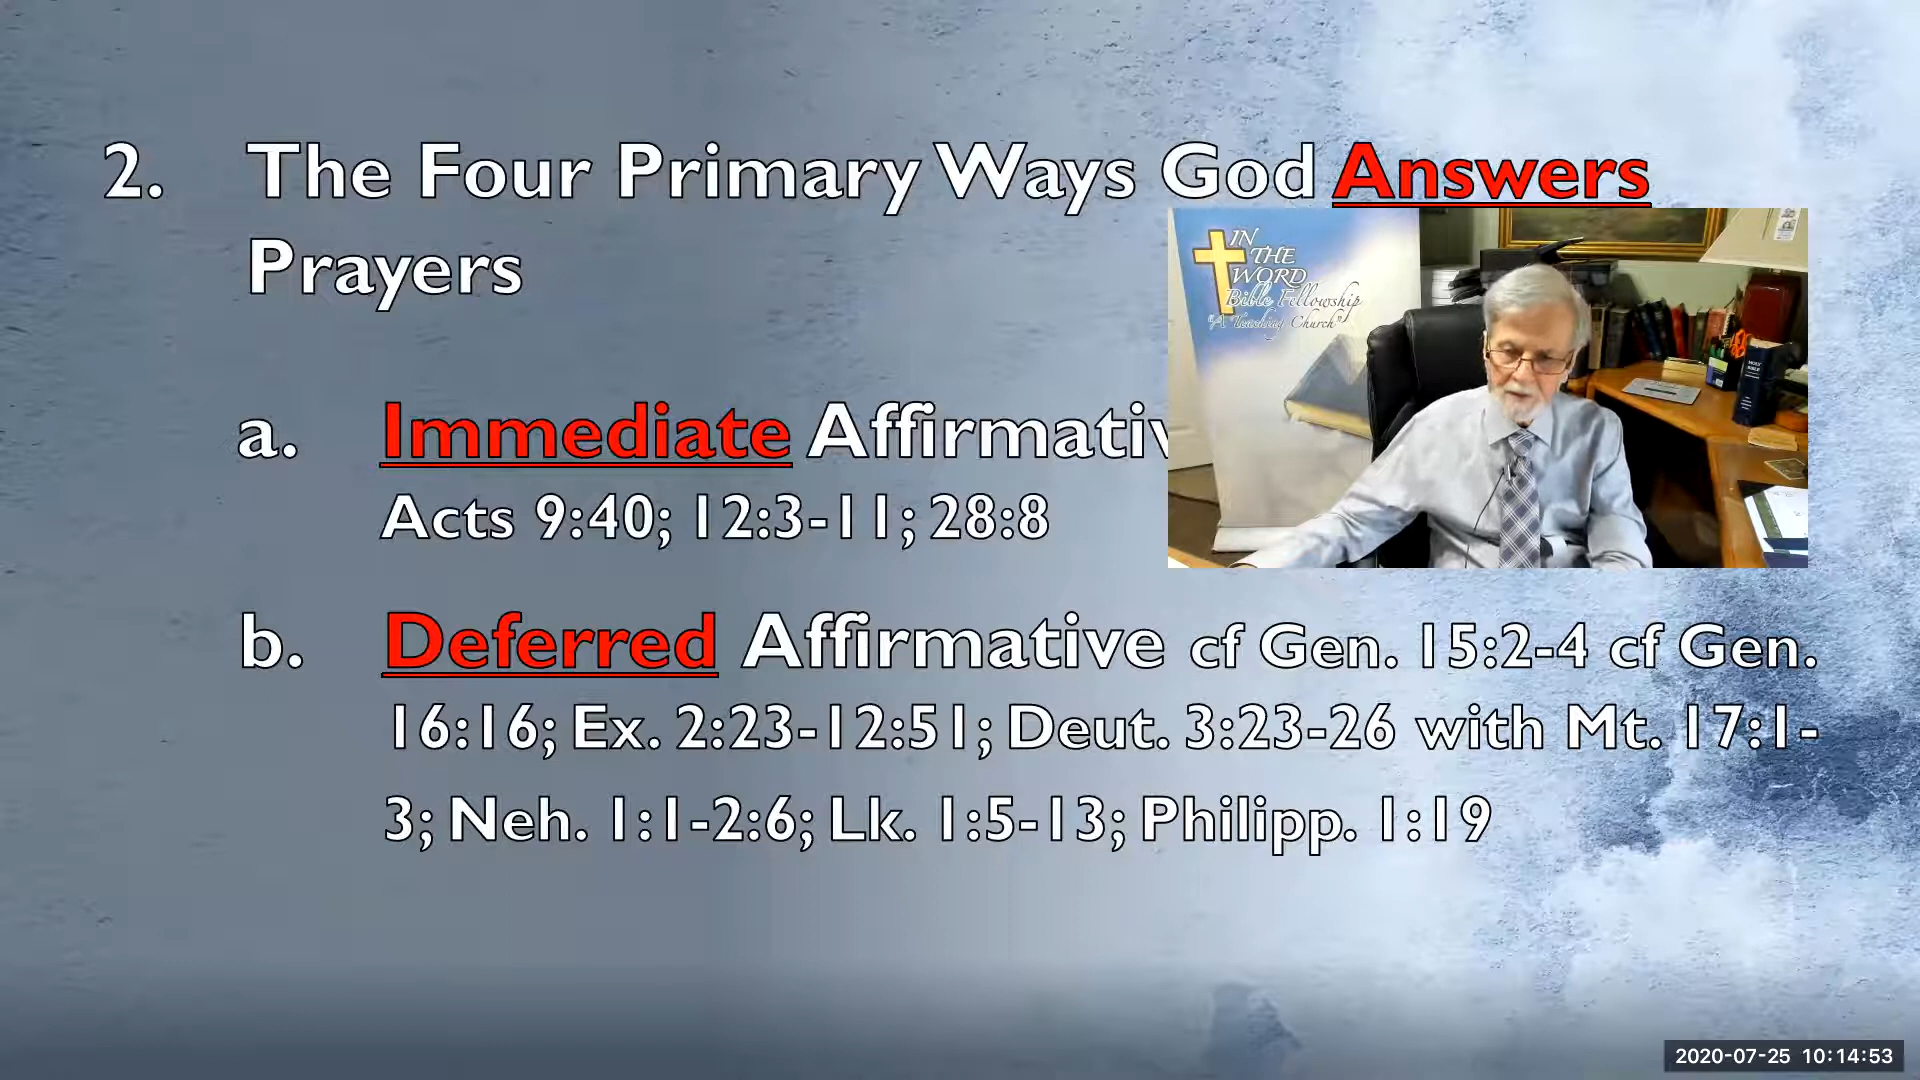 2. The Four Primary Ways God Answers
Prayers
IN
THE
WORD
Bible Fellowship
"A Teaching Church"
HOLY
BIBLE
a. Immediate Affirmativ
Acts 9:40; 12:3-11; 28:8
b. Deferred Affirmative cf Gen. 15:2-4 cf Gen.
16:16; Ex. 2:23-12:51; Deut. 3:23-26 with Mt. 17:1-
3; Neh. 1:1-2:6; Lk. 1:5-13; Philipp. 1:19
2020-07-25 10:14:53